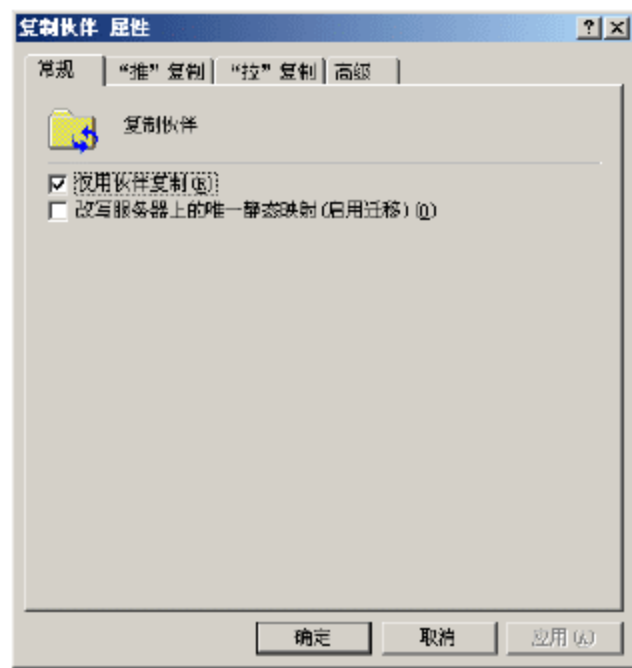 复制伙伴 属性
常规 “推”复制 “拉”复制 高级
复制伙伴
仅用伙伴复制(R)
改写服务器上的唯一静态映射(启用迁移)(O)
确定 取消 应用(A)